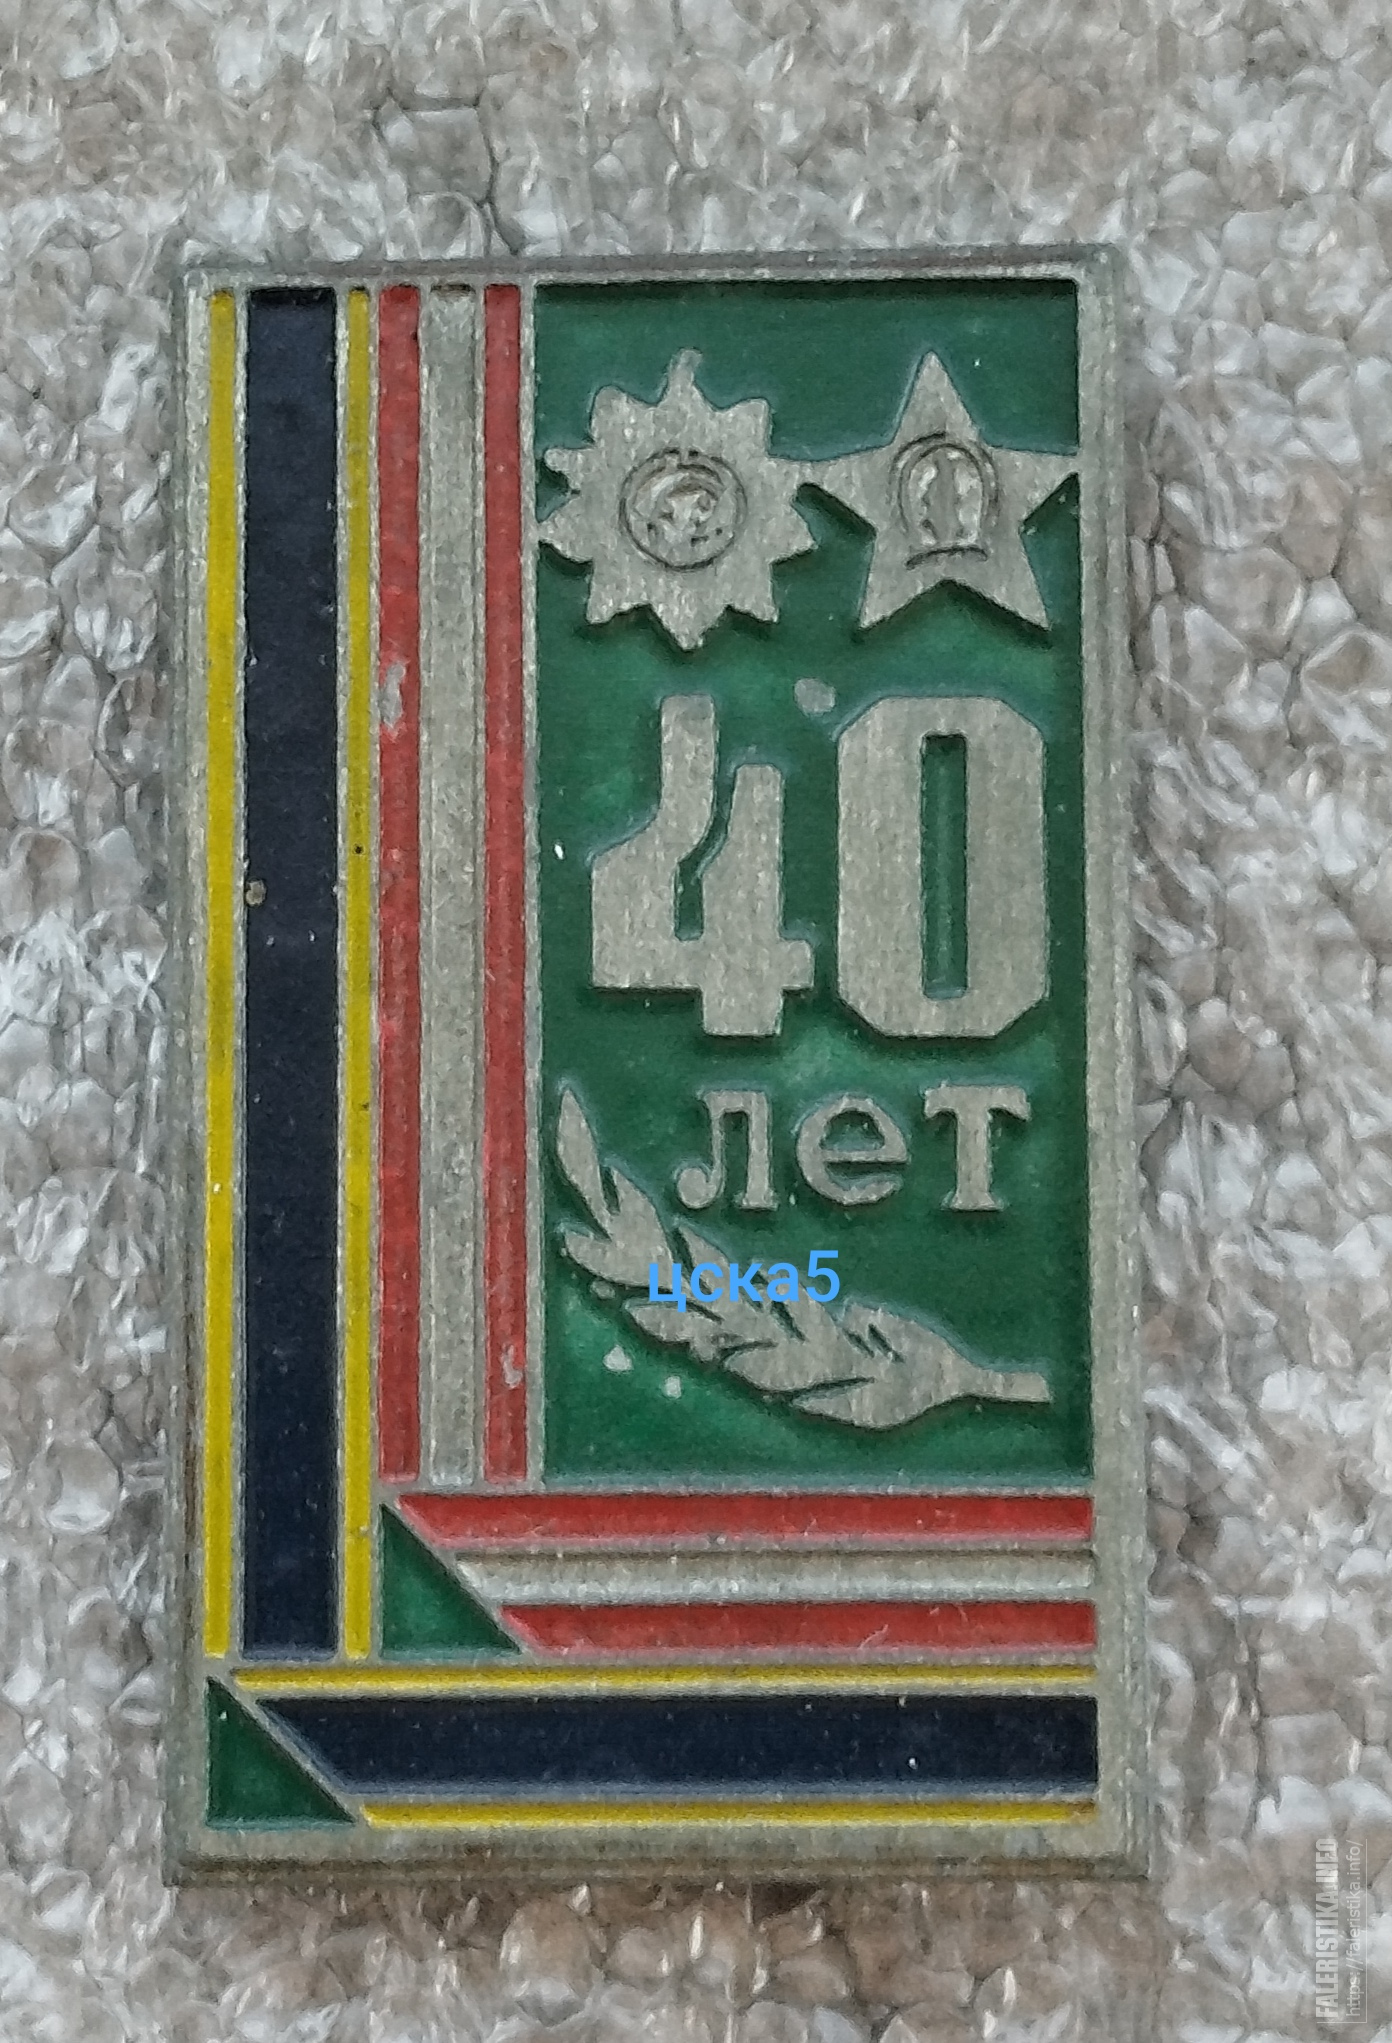 40
лет
цска5
FALERISTIKA.INFO
https://faleristika.info/